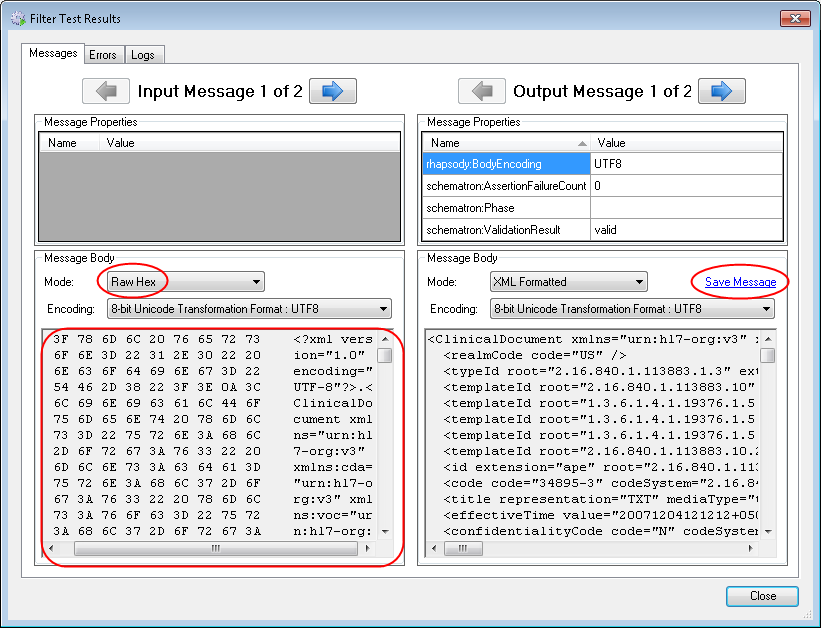 Filter Test Results
Messages Errors Logs
Input Message 1 of 2
Message Properties
Name Value
Message Body
Mode: Raw Hex
Encoding: 8-bit Unicode Transformation Format : UTF8
3F 78 6D 6C 20 76 65 72 73 <?xml vers
6F 6E 3D 22 31 2E 30 22 20 sion="1.0"
6E 63 6F 64 69 6E 67 3D 22 encoding="
54 46 2D 38 22 3F 3E 0A 3C UTF-8"?>.<
6C 69 6E 69 63 61 6C 44 6F ClinicalDo
75 6D 65 6E 74 20 78 6D 6C cument xml
73 3D 22 75 72 6E 3A 68 6C ns="urn:hl
2D 6F 72 67 3A 76 33 22 20 7-org:v3"
6D 6C 6E 73 3A 63 64 61 3D xmlns:cda=
75 72 6E 3A 68 6C 37 2D 6F "urn:hl7-o
67 3A 76 33 22 20 78 6D 6C rg:v3" xml
73 3A 76 6F 63 3D 22 75 72 ns:voc="ur
3A 68 6C 37 2D 6F 72 67 3A n:hl7-org:
Output Message 1 of 2
Message Properties
Name Value
rhapsody:BodyEncoding UTF8
schematron:AssertionFailureCount 0
schematron:Phase
schematron:ValidationResult valid
Message Body
Mode: XML Formatted Save Message
Encoding: 8-bit Unicode Transformation Format : UTF8
<ClinicalDocument xmlns="urn:hl7-org:v3"
<realmCode code="US" />
<typeId root="2.16.840.1.113883.1.3" ext
<templateId root="2.16.840.1.113883.10"
<templateId root="1.3.6.1.4.1.19376.1.5
<templateId root="1.3.6.1.4.1.19376.1.5
<templateId root="1.3.6.1.4.1.19376.1.5
<templateId root="2.16.840.1.113883.10.2
<id extension="ape" root="2.16.840.1.113
<code code="34895-3" codeSystem="2.16.84
<title representation="TXT" mediaType="t
<effectiveTime value="20071204121212+050
<confidentialityCode code="N" codeSystem
Close